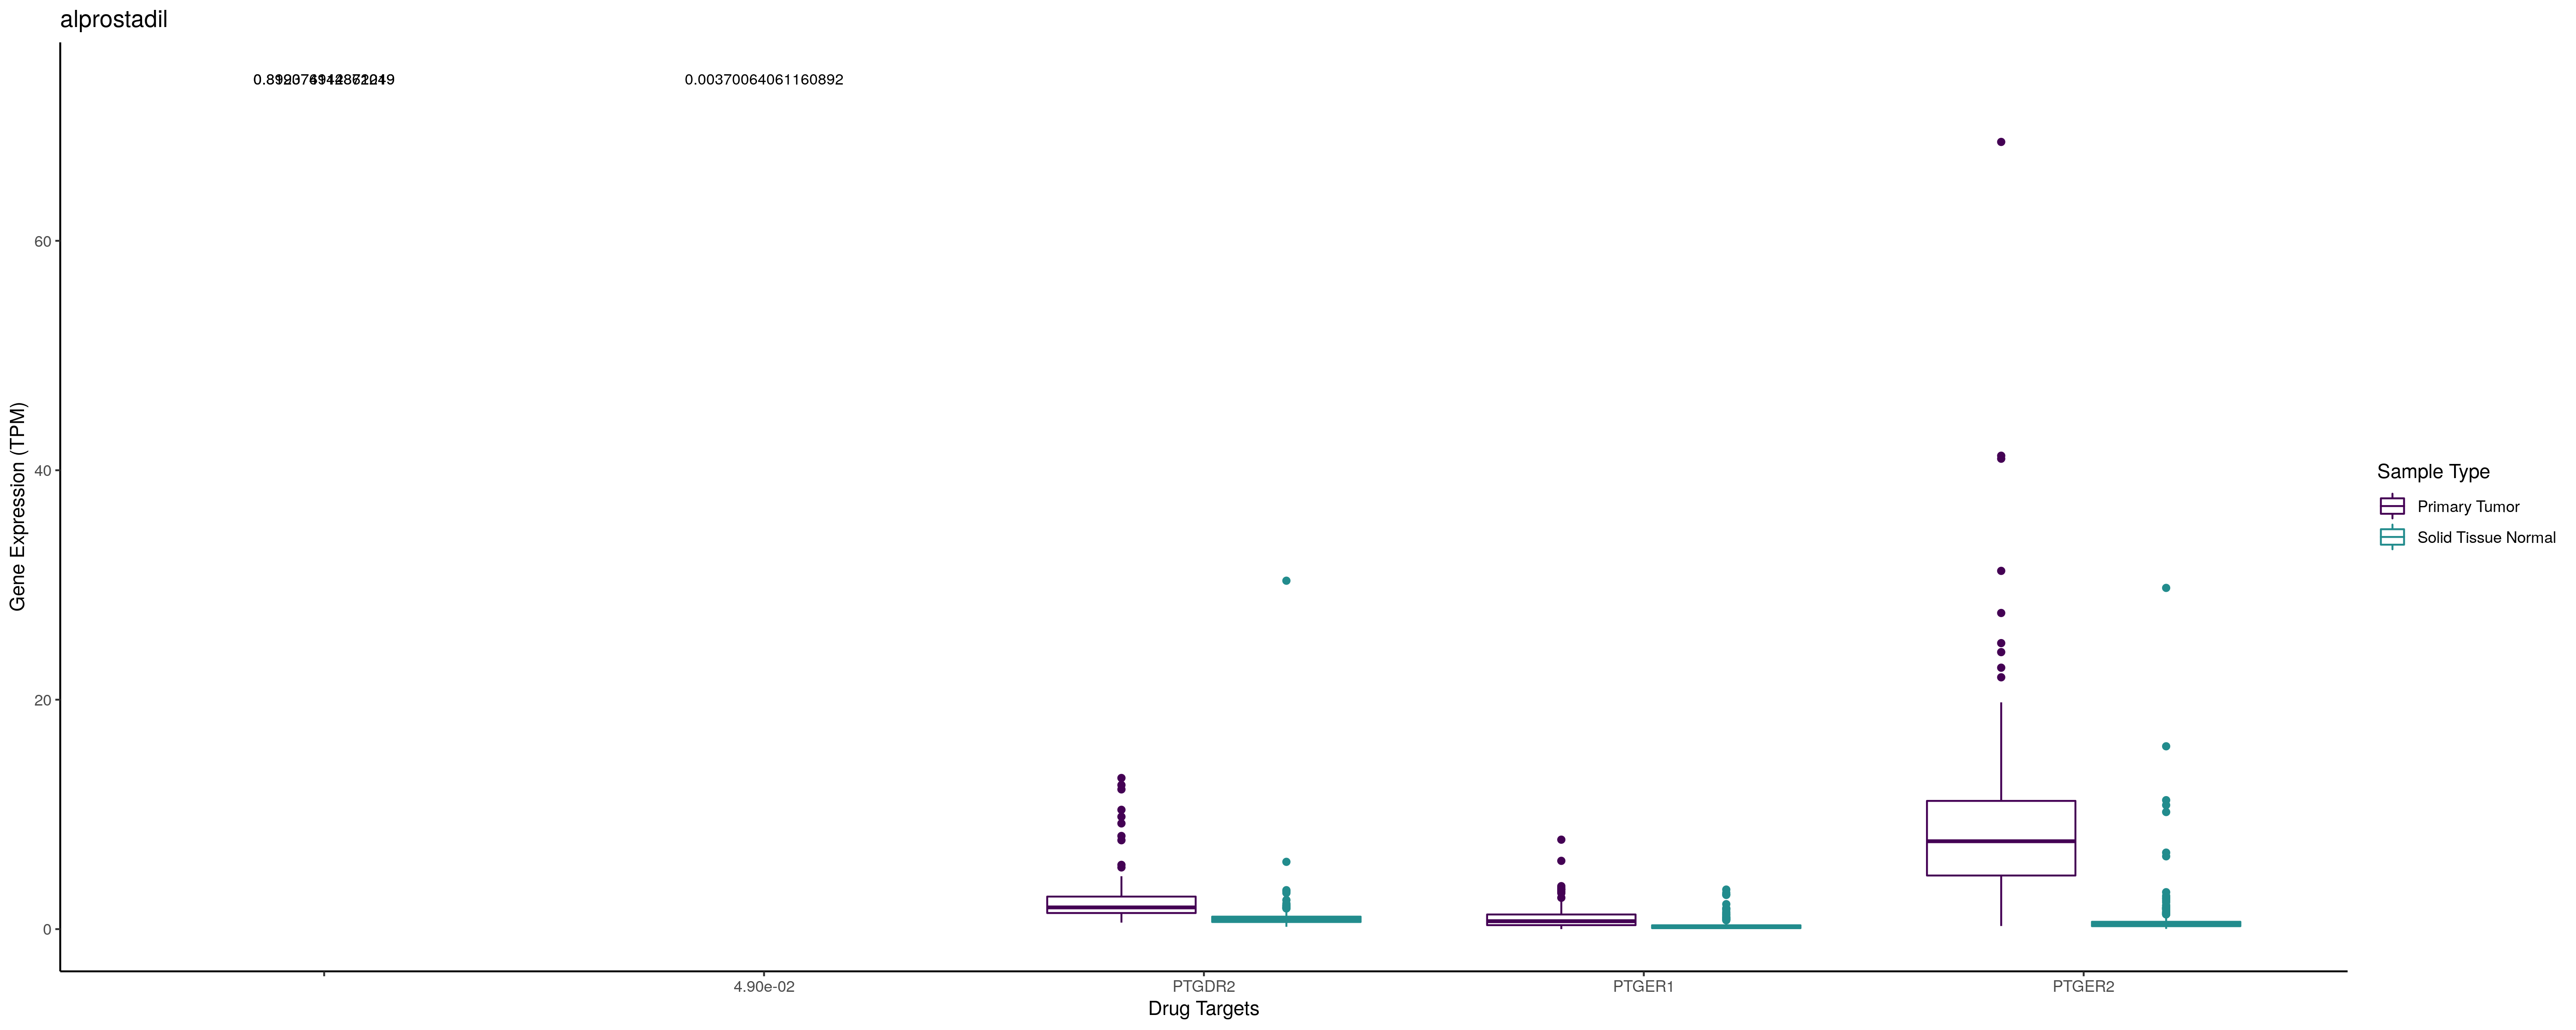 alprostadil
0.00370064061160892
60
40
20
0
Gene Expression (TPM)
4.90e-02
PTGDR2
PTGER1
PTGER2
Drug Targets
Sample Type
Primary Tumor
Solid Tissue Normal